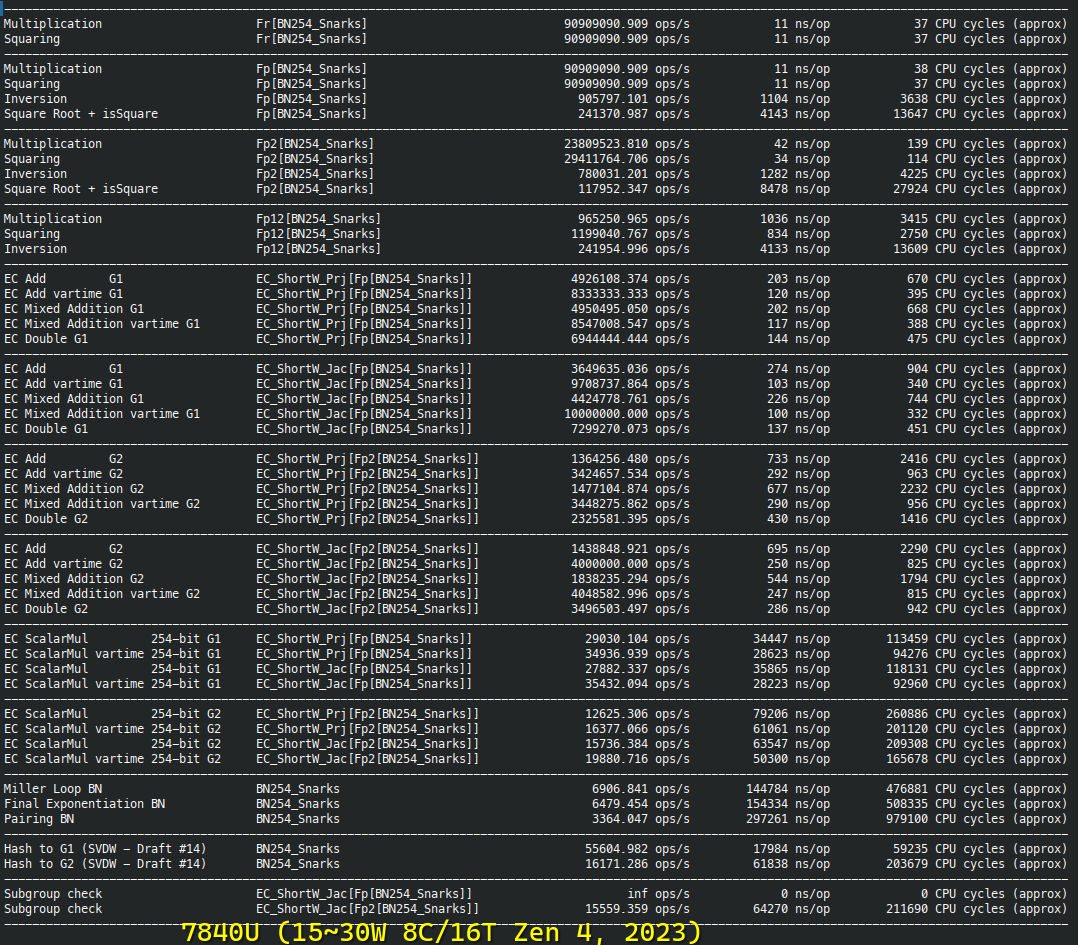 Multiplication Fr[BN254_Snarks] 90909090.909 ops/s 11 ns/op 37 CPU cycles (approx)
Squaring Fr[BN254_Snarks] 90909090.909 ops/s 11 ns/op 37 CPU cycles (approx)
Multiplication Fp[BN254_Snarks] 90909090.909 ops/s 11 ns/op 38 CPU cycles (approx)
Squaring Fp[BN254_Snarks] 90909090.909 ops/s 11 ns/op 37 CPU cycles (approx)
Inversion Fp[BN254_Snarks] 905797.101 ops/s 1104 ns/op 3638 CPU cycles (approx)
Square Root + isSquare Fp[BN254_Snarks] 241370.987 ops/s 4143 ns/op 13647 CPU cycles (approx)
Multiplication Fp2[BN254_Snarks] 23809523.810 ops/s 42 ns/op 139 CPU cycles (approx)
Squaring Fp2[BN254_Snarks] 29411764.706 ops/s 34 ns/op 114 CPU cycles (approx)
Inversion Fp2[BN254_Snarks] 780031.201 ops/s 1282 ns/op 4225 CPU cycles (approx)
Square Root + isSquare Fp2[BN254_Snarks] 117952.347 ops/s 8478 ns/op 27924 CPU cycles (approx)
Multiplication Fp12[BN254_Snarks] 965250.965 ops/s 1036 ns/op 3415 CPU cycles (approx)
Squaring Fp12[BN254_Snarks] 1199040.767 ops/s 834 ns/op 2750 CPU cycles (approx)
Inversion Fp12[BN254_Snarks] 241954.996 ops/s 4133 ns/op 13609 CPU cycles (approx)
EC Add G1 EC_ShortW_Prj[Fp[BN254_Snarks]] 4926108.374 ops/s 203 ns/op 670 CPU cycles (approx)
EC Add vartime G1 EC_ShortW_Prj[Fp[BN254_Snarks]] 8333333.333 ops/s 120 ns/op 395 CPU cycles (approx)
EC Mixed Addition G1 EC_ShortW_Prj[Fp[BN254_Snarks]] 4950495.050 ops/s 202 ns/op 668 CPU cycles (approx)
EC Mixed Addition vartime G1 EC_ShortW_Prj[Fp[BN254_Snarks]] 8547008.547 ops/s 117 ns/op 388 CPU cycles (approx)
EC Double G1 EC_ShortW_Prj[Fp[BN254_Snarks]] 6944444.444 ops/s 144 ns/op 475 CPU cycles (approx)
EC Add G1 EC_ShortW_Jac[Fp[BN254_Snarks]] 3649635.036 ops/s 274 ns/op 904 CPU cycles (approx)
EC Add vartime G1 EC_ShortW_Jac[Fp[BN254_Snarks]] 9708737.864 ops/s 103 ns/op 340 CPU cycles (approx)
EC Mixed Addition G1 EC_ShortW_Jac[Fp[BN254_Snarks]] 4424778.761 ops/s 226 ns/op 744 CPU cycles (approx)
EC Mixed Addition vartime G1 EC_ShortW_Jac[Fp[BN254_Snarks]] 10000000.000 ops/s 100 ns/op 332 CPU cycles (approx)
EC Double G1 EC_ShortW_Jac[Fp[BN254_Snarks]] 7299270.073 ops/s 137 ns/op 451 CPU cycles (approx)
EC Add G2 EC_ShortW_Prj[Fp2[BN254_Snarks]] 1364256.480 ops/s 733 ns/op 2416 CPU cycles (approx)
EC Add vartime G2 EC_ShortW_Prj[Fp2[BN254_Snarks]] 3424657.534 ops/s 292 ns/op 963 CPU cycles (approx)
EC Mixed Addition G2 EC_ShortW_Prj[Fp2[BN254_Snarks]] 1477104.874 ops/s 677 ns/op 2232 CPU cycles (approx)
EC Mixed Addition vartime G2 EC_ShortW_Prj[Fp2[BN254_Snarks]] 3448275.862 ops/s 290 ns/op 956 CPU cycles (approx)
EC Double G2 EC_ShortW_Prj[Fp2[BN254_Snarks]] 2325581.395 ops/s 430 ns/op 1416 CPU cycles (approx)
EC Add G2 EC_ShortW_Jac[Fp2[BN254_Snarks]] 1438848.921 ops/s 695 ns/op 2290 CPU cycles (approx)
EC Add vartime G2 EC_ShortW_Jac[Fp2[BN254_Snarks]] 4000000.000 ops/s 250 ns/op 825 CPU cycles (approx)
EC Mixed Addition G2 EC_ShortW_Jac[Fp2[BN254_Snarks]] 1838235.294 ops/s 544 ns/op 1794 CPU cycles (approx)
EC Mixed Addition vartime G2 EC_ShortW_Jac[Fp2[BN254_Snarks]] 4048582.996 ops/s 247 ns/op 815 CPU cycles (approx)
EC Double G2 EC_ShortW_Jac[Fp2[BN254_Snarks]] 3496503.497 ops/s 286 ns/op 942 CPU cycles (approx)
EC ScalarMul 254-bit G1 EC_ShortW_Prj[Fp[BN254_Snarks]] 29030.104 ops/s 34447 ns/op 113459 CPU cycles (approx)
EC ScalarMul vartime 254-bit G1 EC_ShortW_Prj[Fp[BN254_Snarks]] 34936.939 ops/s 28623 ns/op 94276 CPU cycles (approx)
EC ScalarMul 254-bit G1 EC_ShortW_Jac[Fp[BN254_Snarks]] 27882.337 ops/s 35865 ns/op 118131 CPU cycles (approx)
EC ScalarMul vartime 254-bit G1 EC_ShortW_Jac[Fp[BN254_Snarks]] 35432.094 ops/s 28223 ns/op 92960 CPU cycles (approx)
EC ScalarMul 254-bit G2 EC_ShortW_Prj[Fp2[BN254_Snarks]] 12625.306 ops/s 79206 ns/op 260886 CPU cycles (approx)
EC ScalarMul vartime 254-bit G2 EC_ShortW_Prj[Fp2[BN254_Snarks]] 16377.066 ops/s 61061 ns/op 201120 CPU cycles (approx)
EC ScalarMul 254-bit G2 EC_ShortW_Jac[Fp2[BN254_Snarks]] 15736.384 ops/s 63547 ns/op 209308 CPU cycles (approx)
EC ScalarMul vartime 254-bit G2 EC_ShortW_Jac[Fp2[BN254_Snarks]] 19880.716 ops/s 50300 ns/op 165678 CPU cycles (approx)
Miller Loop BN BN254_Snarks 6906.841 ops/s 144784 ns/op 476881 CPU cycles (approx)
Final Exponentiation BN BN254_Snarks 6479.454 ops/s 154334 ns/op 508335 CPU cycles (approx)
Pairing BN BN254_Snarks 3364.047 ops/s 297261 ns/op 979100 CPU cycles (approx)
Hash to G1 (SVDW – Draft #14) BN254_Snarks 55604.982 ops/s 17984 ns/op 59235 CPU cycles (approx)
Hash to G2 (SVDW – Draft #14) BN254_Snarks 16171.286 ops/s 61838 ns/op 203679 CPU cycles (approx)
Subgroup check EC_ShortW_Jac[Fp[BN254_Snarks]] inf ops/s 0 ns/op 0 CPU cycles (approx)
Subgroup check EC_ShortW_Jac[Fp2[BN254_Snarks]] 15559.359 ops/s 64270 ns/op 211690 CPU cycles (approx)
7840U (15~30W 8C/16T Zen 4, 2023)